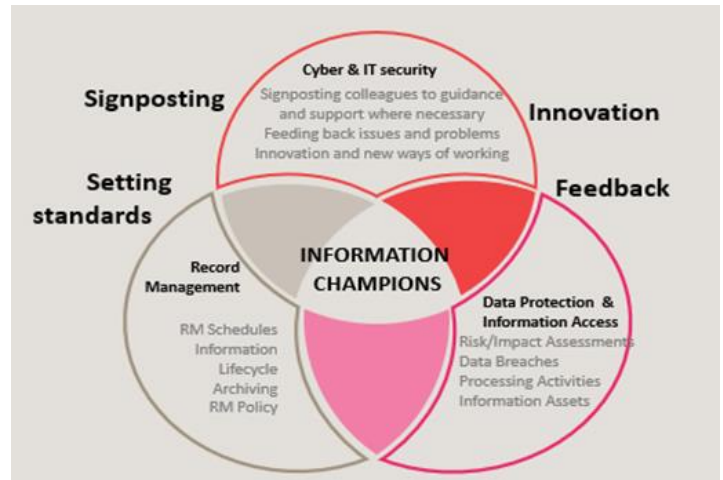 Cyber & IT security
Signposting colleagues to guidance
and support where necessary
Feeding back issues and problems
Innovation and new ways of working
Signposting
Innovation
Setting
standards
Feedback
INFORMATION
CHAMPIONS
Record
Management
RM Schedules
Information
Lifecycle
Archiving
RM Policy
Data Protection &
Information Access
Risk/Impact Assessments
Data Breaches
Processing Activities
Information Assets